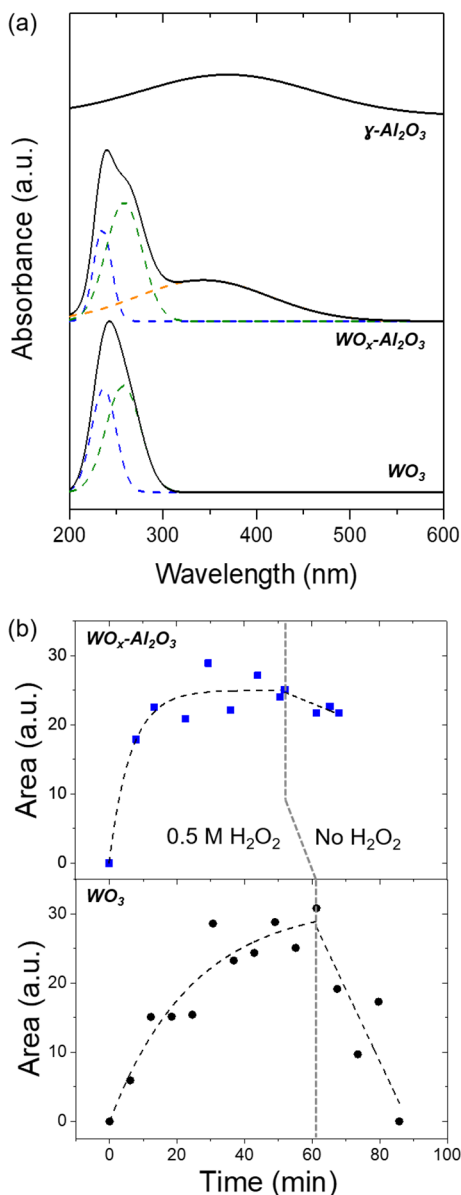 (a)
Absorbance (a.u.)
ɣ-Al₂O₃
WOₓ-Al₂O₃
WO₃
200 300 400 500 600
Wavelength (nm)
(b)
WOₓ-Al₂O₃
30
20
10
0
Area (a.u.)
0.5 M H₂O₂ No H₂O₂
WO₃
30
20
10
0
Area (a.u.)
0 20 40 60 80 100
Time (min)